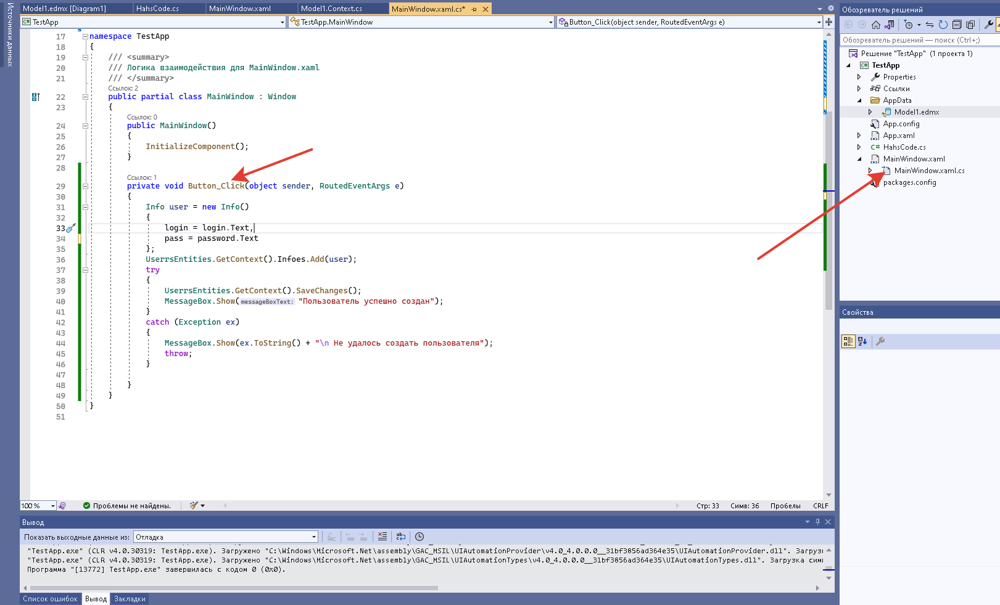 Источники данных
Model1.edmx [Diagram1]
HahsCode.cs
MainWindow.xaml
Model1.Context.cs
MainWindow.xaml.cs*
TestApp
TestApp.MainWindow
Button_Click(object sender, RoutedEventArgs e)
17 namespace TestApp
18 {
19 /// <summary>
20 /// Логика взаимодействия для MainWindow.xaml
21 /// </summary>
Ссылок: 2
22 public partial class MainWindow : Window
23 {
Ссылок: 0
24 public MainWindow()
25 {
26 InitializeComponent();
27 }
28
Ссылок: 1
29 private void Button_Click(object sender, RoutedEventArgs e)
30 {
31 Info user = new Info()
32 {
33 login = login.Text,
34 pass = password.Text
35 };
36 UserrsEntities.GetContext().Infoes.Add(user);
37 try
38 {
39 UserrsEntities.GetContext().SaveChanges();
40 MessageBox.Show(messageBoxText: "Пользователь успешно создан");
41 }
42 catch (Exception ex)
43 {
44 MessageBox.Show(ex.ToString() + "\n Не удалось создать пользователя");
45 throw;
46 }
47
48 }
49 }
50 }
51
100 %
Проблемы не найдены.
Стр: 33
Симв: 36
Пробелы
CRLF
Вывод
Показать выходные данные из: Отладка
"TestApp.exe" (CLR v4.0.30319: TestApp.exe). Загружено "C:\Windows\Microsoft.Net\assembly\GAC_MSIL\UIAutomationProvider\v4.0_4.0.0.0__31bf3856ad364e35\UIAutomationProvider.dll". Загрузк
"TestApp.exe" (CLR v4.0.30319: TestApp.exe). Загружено "C:\Windows\Microsoft.Net\assembly\GAC_MSIL\UIAutomationTypes\v4.0_4.0.0.0__31bf3856ad364e35\UIAutomationTypes.dll". Загрузка сим
Программа "[13772] TestApp.exe" завершилась с кодом 0 (0x0).
Список ошибок
Вывод
Закладки
Обозреватель решений
Обозреватель решений — поиск (Ctrl+;)
Решение "TestApp" (1 проекта 1)
TestApp
Properties
Ссылки
AppData
Model1.edmx
App.config
App.xaml
C# HahsCode.cs
MainWindow.xaml
MainWindow.xaml.cs
packages.config
Свойства